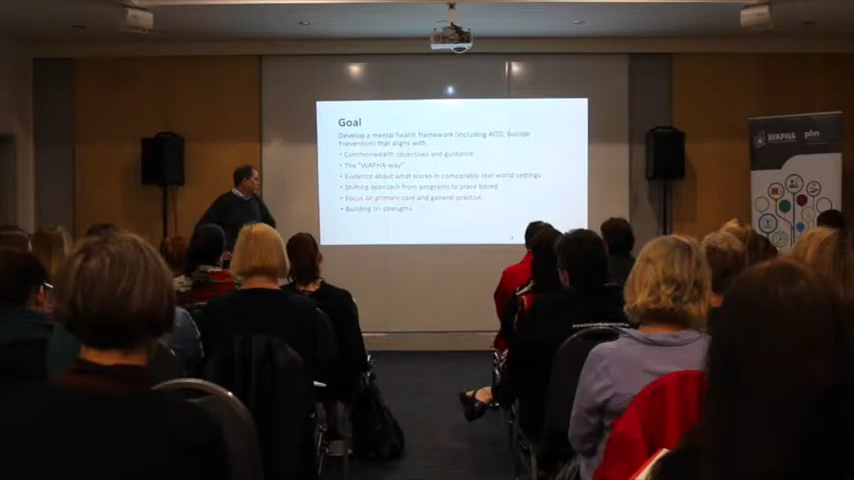 Goal
Develop a mental health framework (including AOD, Suicide
Prevention) that aligns with
• Commonwealth objectives and guidance
• The "WAPHA-way"
• Evidence about what works in comparable real world settings
• Shifting approach from programs to place based
• Focus on primary care and general practise
• Building on strengths
WAPHA
phn